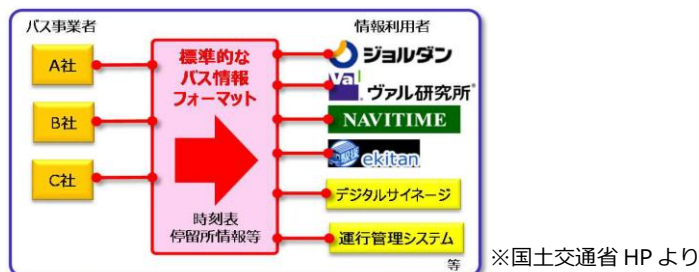 バス事業者
情報利用者
A社
B社
C社
標準的な
バス情報
フォーマット
時刻表
停留所情報等
ジョルダン
Val
ヴァル研究所
NAVITIME
ekitan
デジタルサイネージ
運行管理システム
等
※国土交通省 HP より